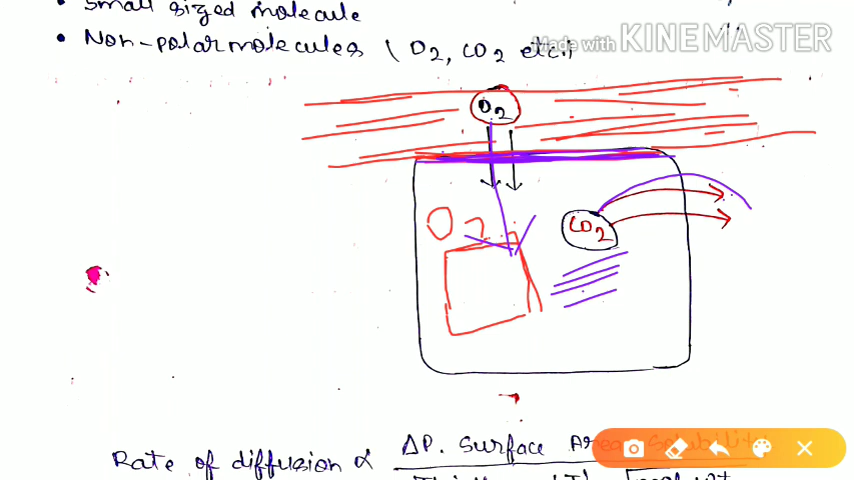 • Small sized molecule
• Non-polar molecules ( O2, CO2 etc.)
Made with KINEMASTER
O2
O2
CO2
Rate of diffusion ∝ ΔP. Surface Area Solubility